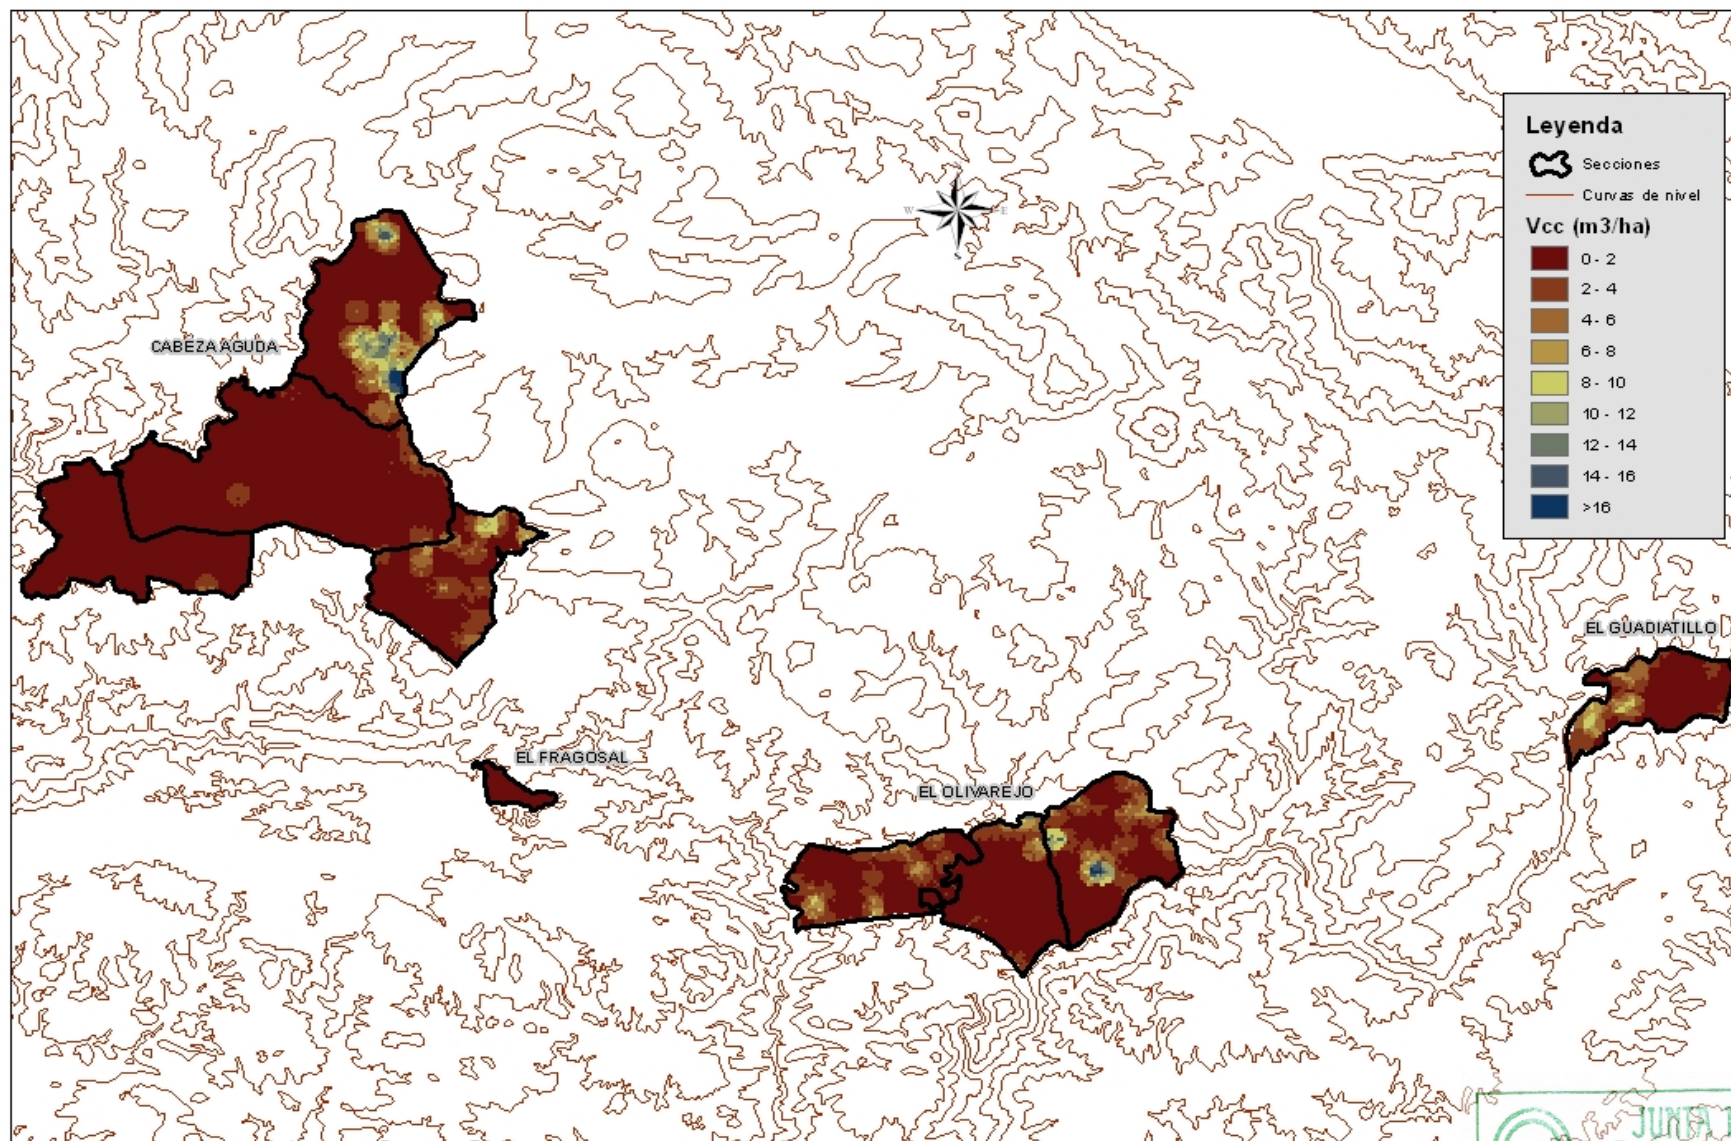 Leyenda
Secciones
Curvas de nivel
Vcc (m3/ha)
0 - 2
2 - 4
4 - 6
6 - 8
8 - 10
10 - 12
12 - 14
14 - 16
>16
N
W
E
S
CABEZA AGUDA
EL GUADIATILLO
EL FRAGOSAL
EL OLIVAREJO
JUNTA